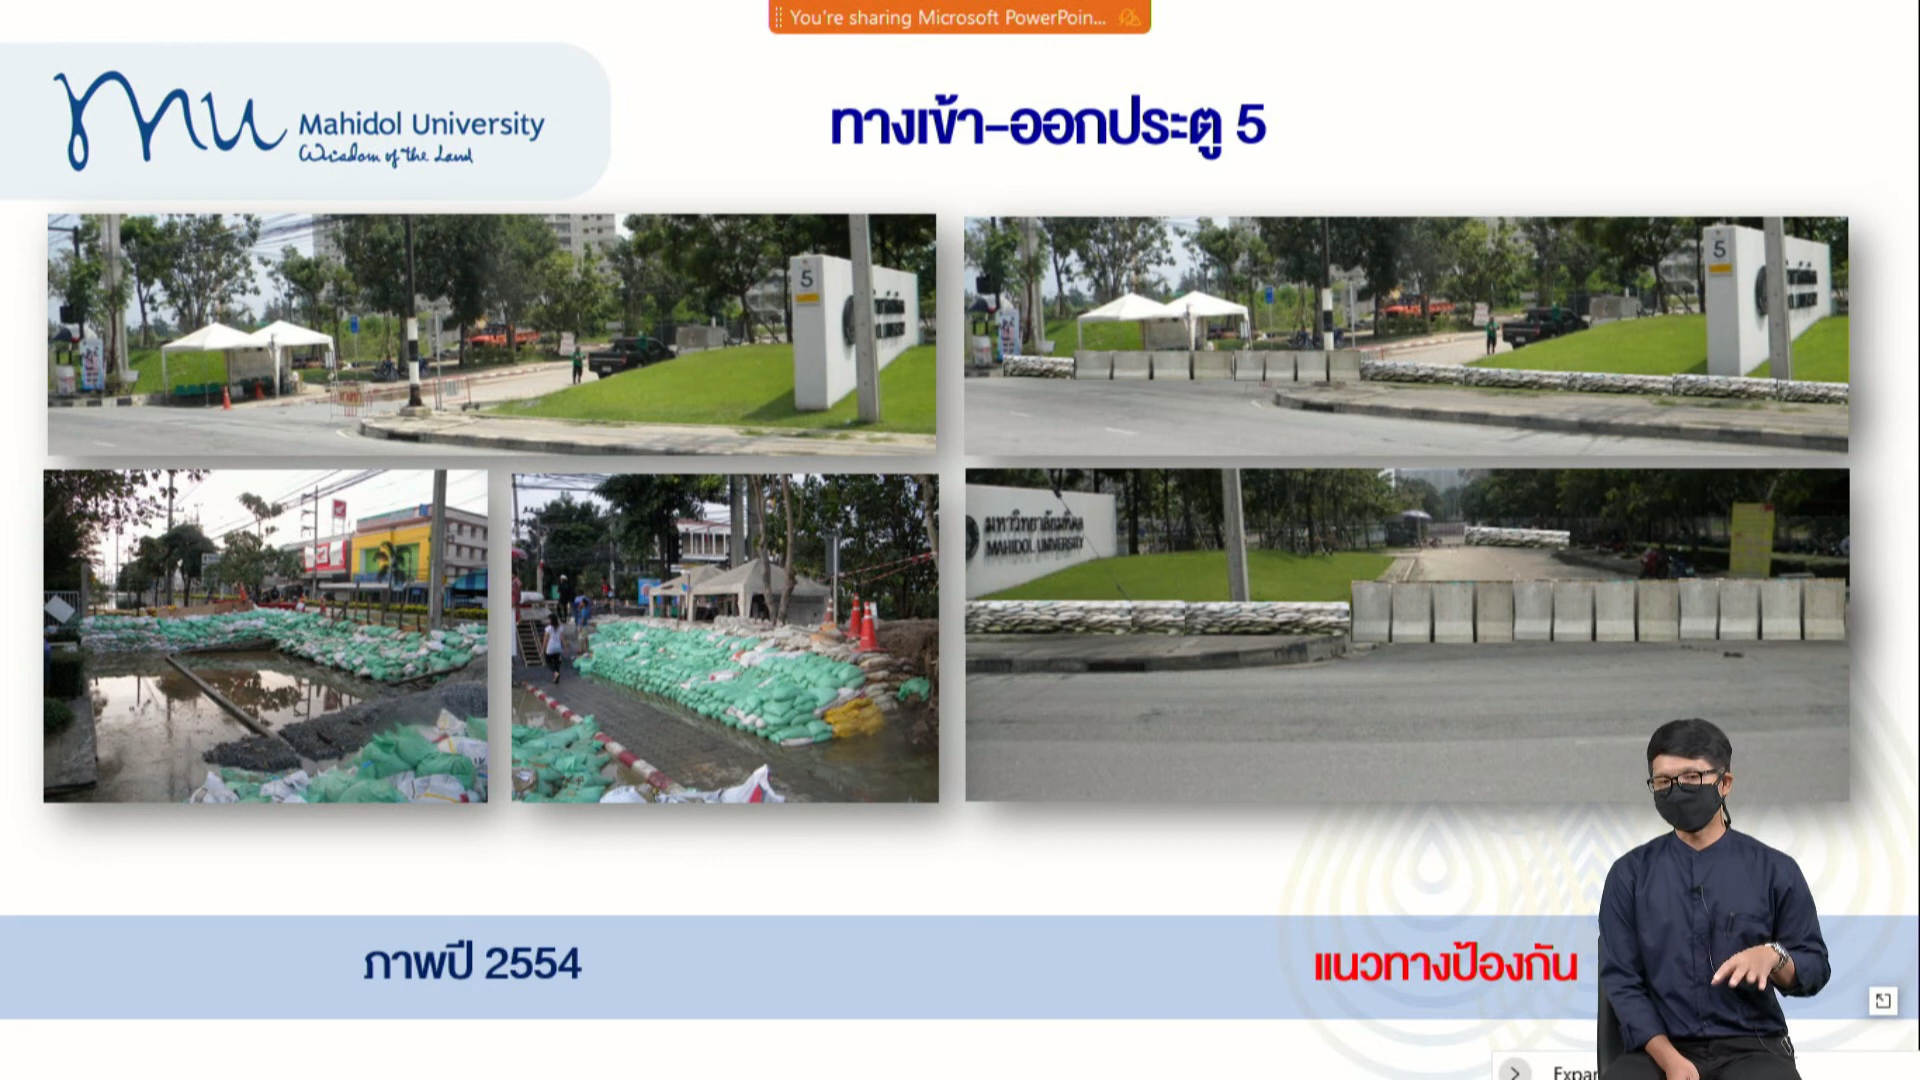 You're sharing Microsoft PowerPoin...
Mahidol University
Wisdom of the Land
ทางเข้า-ออกประตู 5
5
5
มหาวิทยาลัยมหิดล
MAHIDOL UNIVERSITY
ภาพปี 2554
แนวทางป้องกัน
Expan